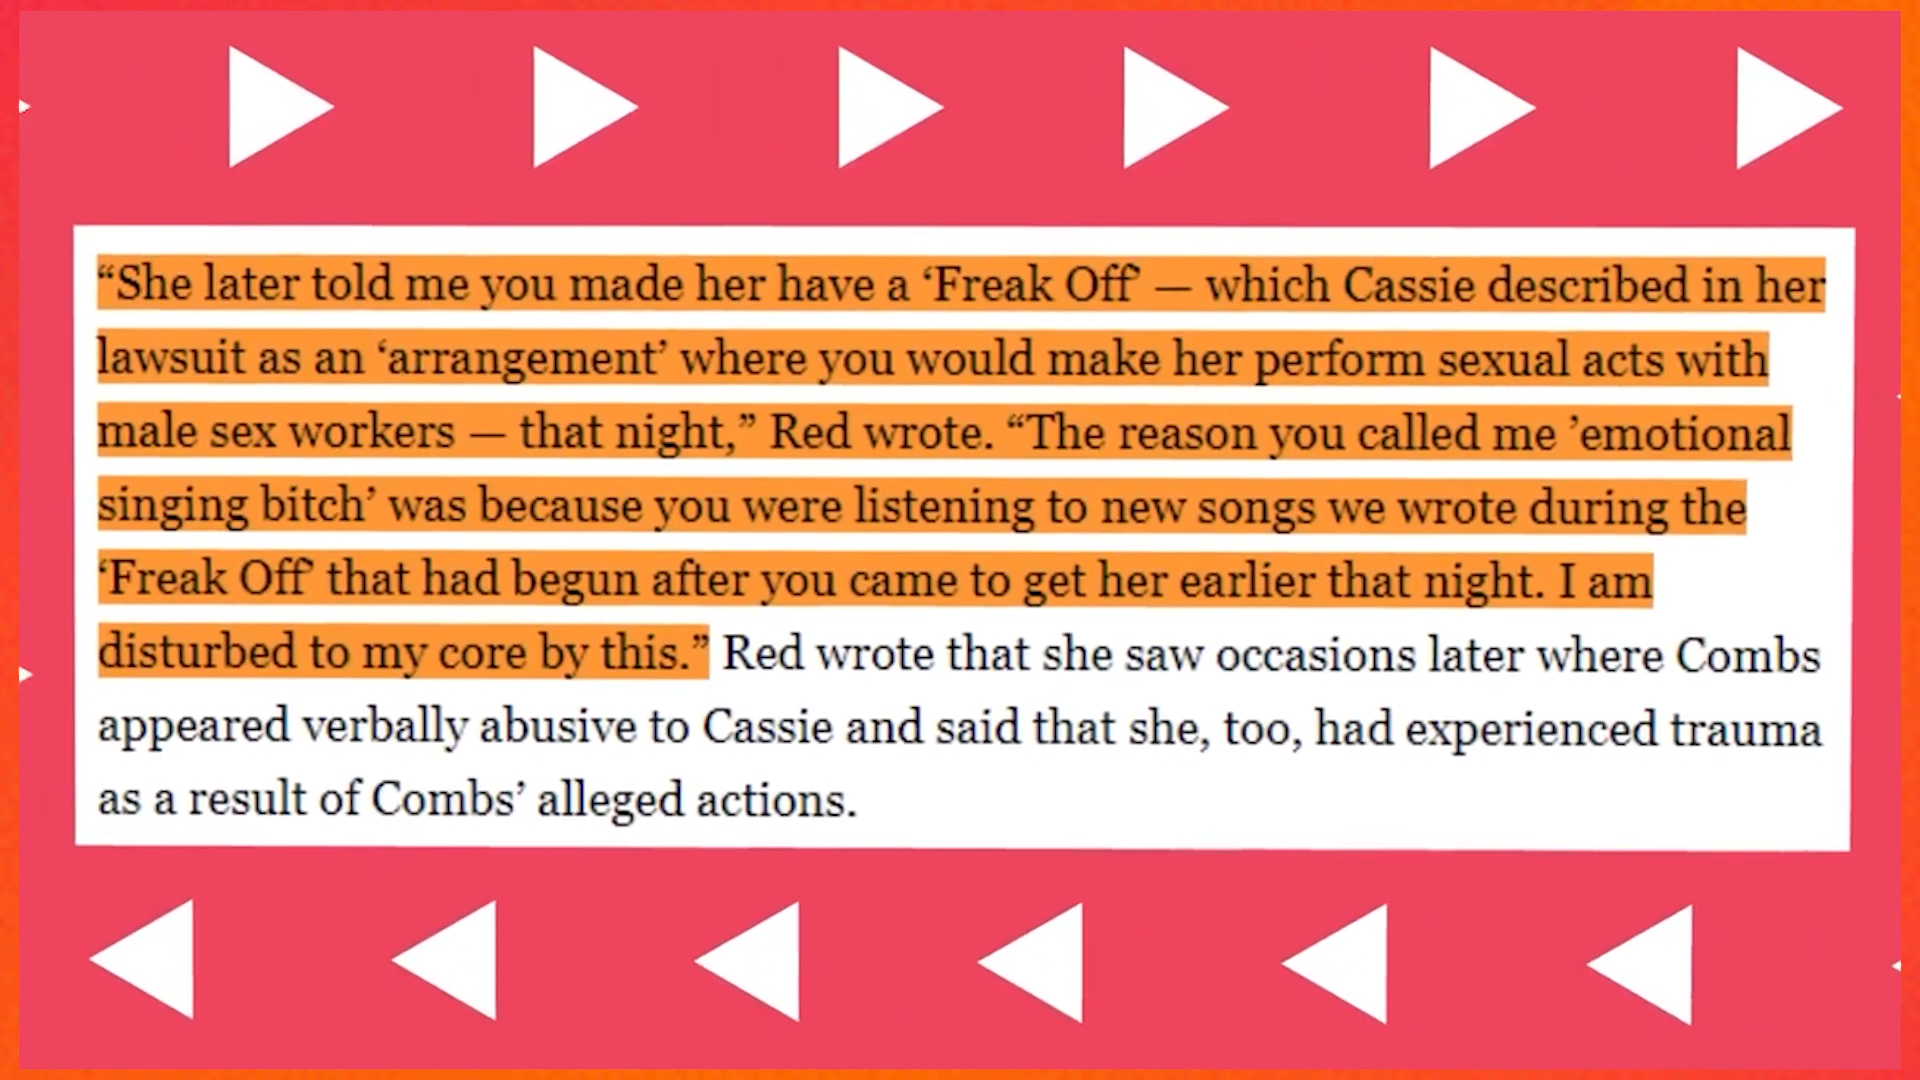 “She later told me you made her have a ‘Freak Off’ — which Cassie described in her
lawsuit as an ‘arrangement’ where you would make her perform sexual acts with
male sex workers — that night,” Red wrote. “The reason you called me ’emotional
singing bitch’ was because you were listening to new songs we wrote during the
‘Freak Off’ that had begun after you came to get her earlier that night. I am
disturbed to my core by this.” Red wrote that she saw occasions later where Combs
appeared verbally abusive to Cassie and said that she, too, had experienced trauma
as a result of Combs’ alleged actions.